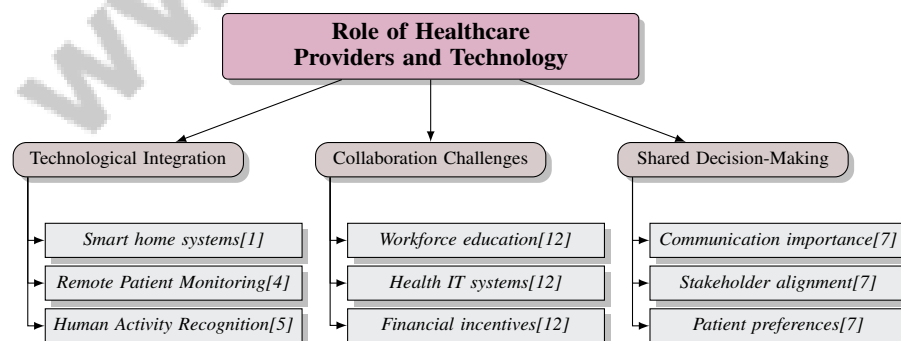 Role of Healthcare
Providers and Technology
Technological Integration
Collaboration Challenges
Shared Decision-Making
Smart home systems[1]
Workforce education[12]
Communication importance[7]
Remote Patient Monitoring[4]
Health IT systems[12]
Stakeholder alignment[7]
Human Activity Recognition[5]
Financial incentives[12]
Patient preferences[7]